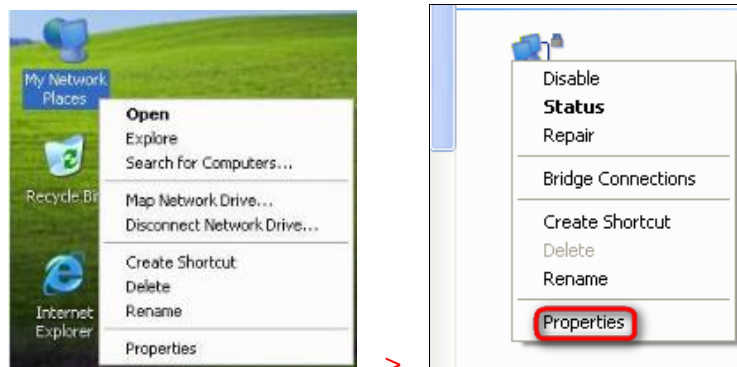 My Network
Places
Recycle Bin
Internet
Explorer
Open
Explore
Search for Computers...
Map Network Drive...
Disconnect Network Drive...
Create Shortcut
Delete
Rename
Properties
>
Disable
Status
Repair
Bridge Connections
Create Shortcut
Delete
Rename
Properties